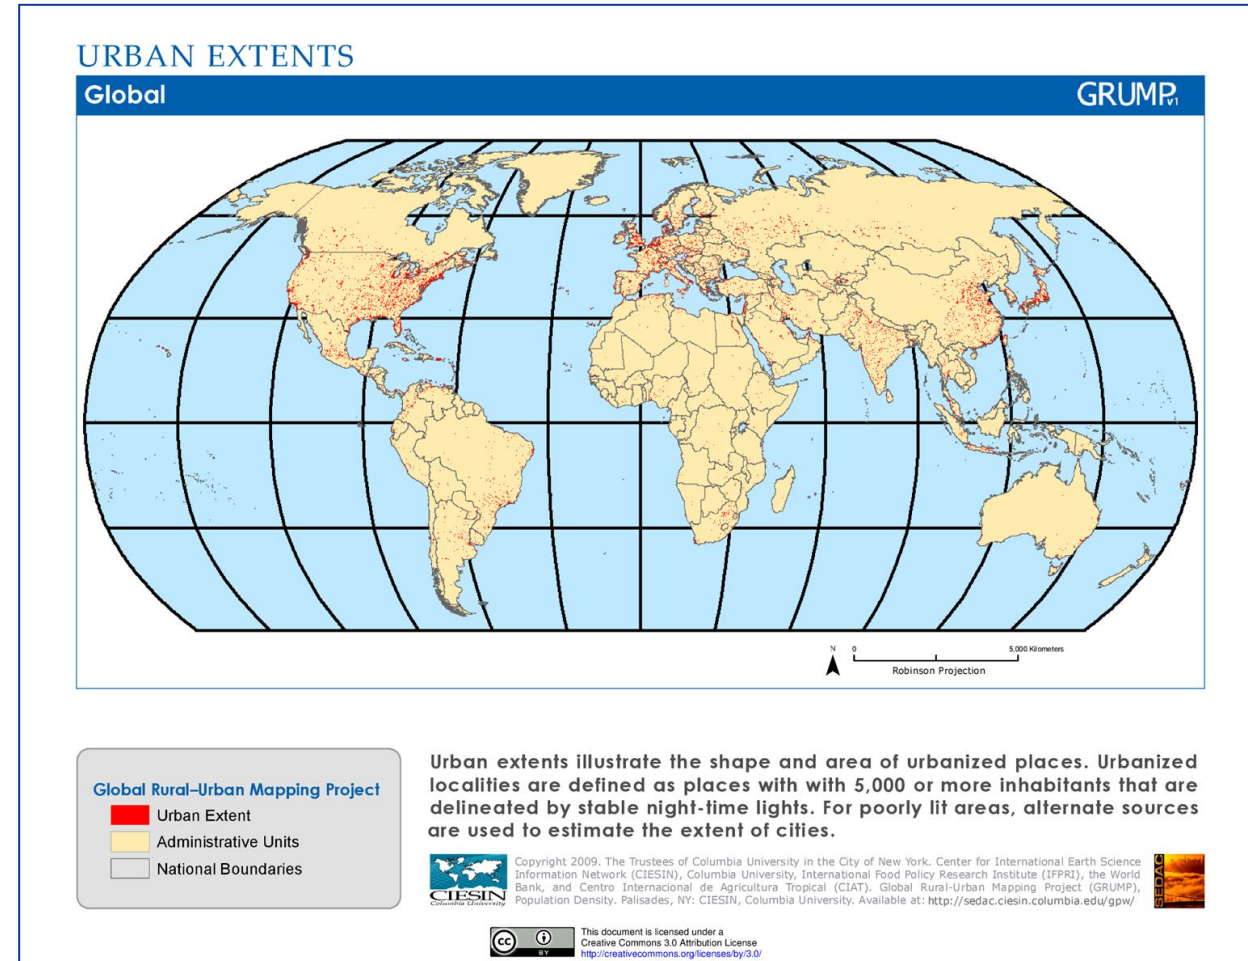 URBAN EXTENTS
Global
GRUMPv1
N
0
5,000 Kilometers
Robinson Projection
Global Rural–Urban Mapping Project
Urban Extent
Administrative Units
National Boundaries
Urban extents illustrate the shape and area of urbanized places. Urbanized
localities are defined as places with with 5,000 or more inhabitants that are
delineated by stable night-time lights. For poorly lit areas, alternate sources
are used to estimate the extent of cities.
CIESIN
Columbia University
Copyright 2009. The Trustees of Columbia University in the City of New York. Center for International Earth Science
Information Network (CIESIN), Columbia University, International Food Policy Research Institute (IFPRI), the World
Bank, and Centro Internacional de Agricultura Tropical (CIAT). Global Rural-Urban Mapping Project (GRUMP),
Population Density. Palisades, NY: CIESIN, Columbia University. Available at: http://sedac.ciesin.columbia.edu/gpw/
SEDAC
cc
BY
This document is licensed under a
Creative Commons 3.0 Attribution License
http://creativecommons.org/licenses/by/3.0/